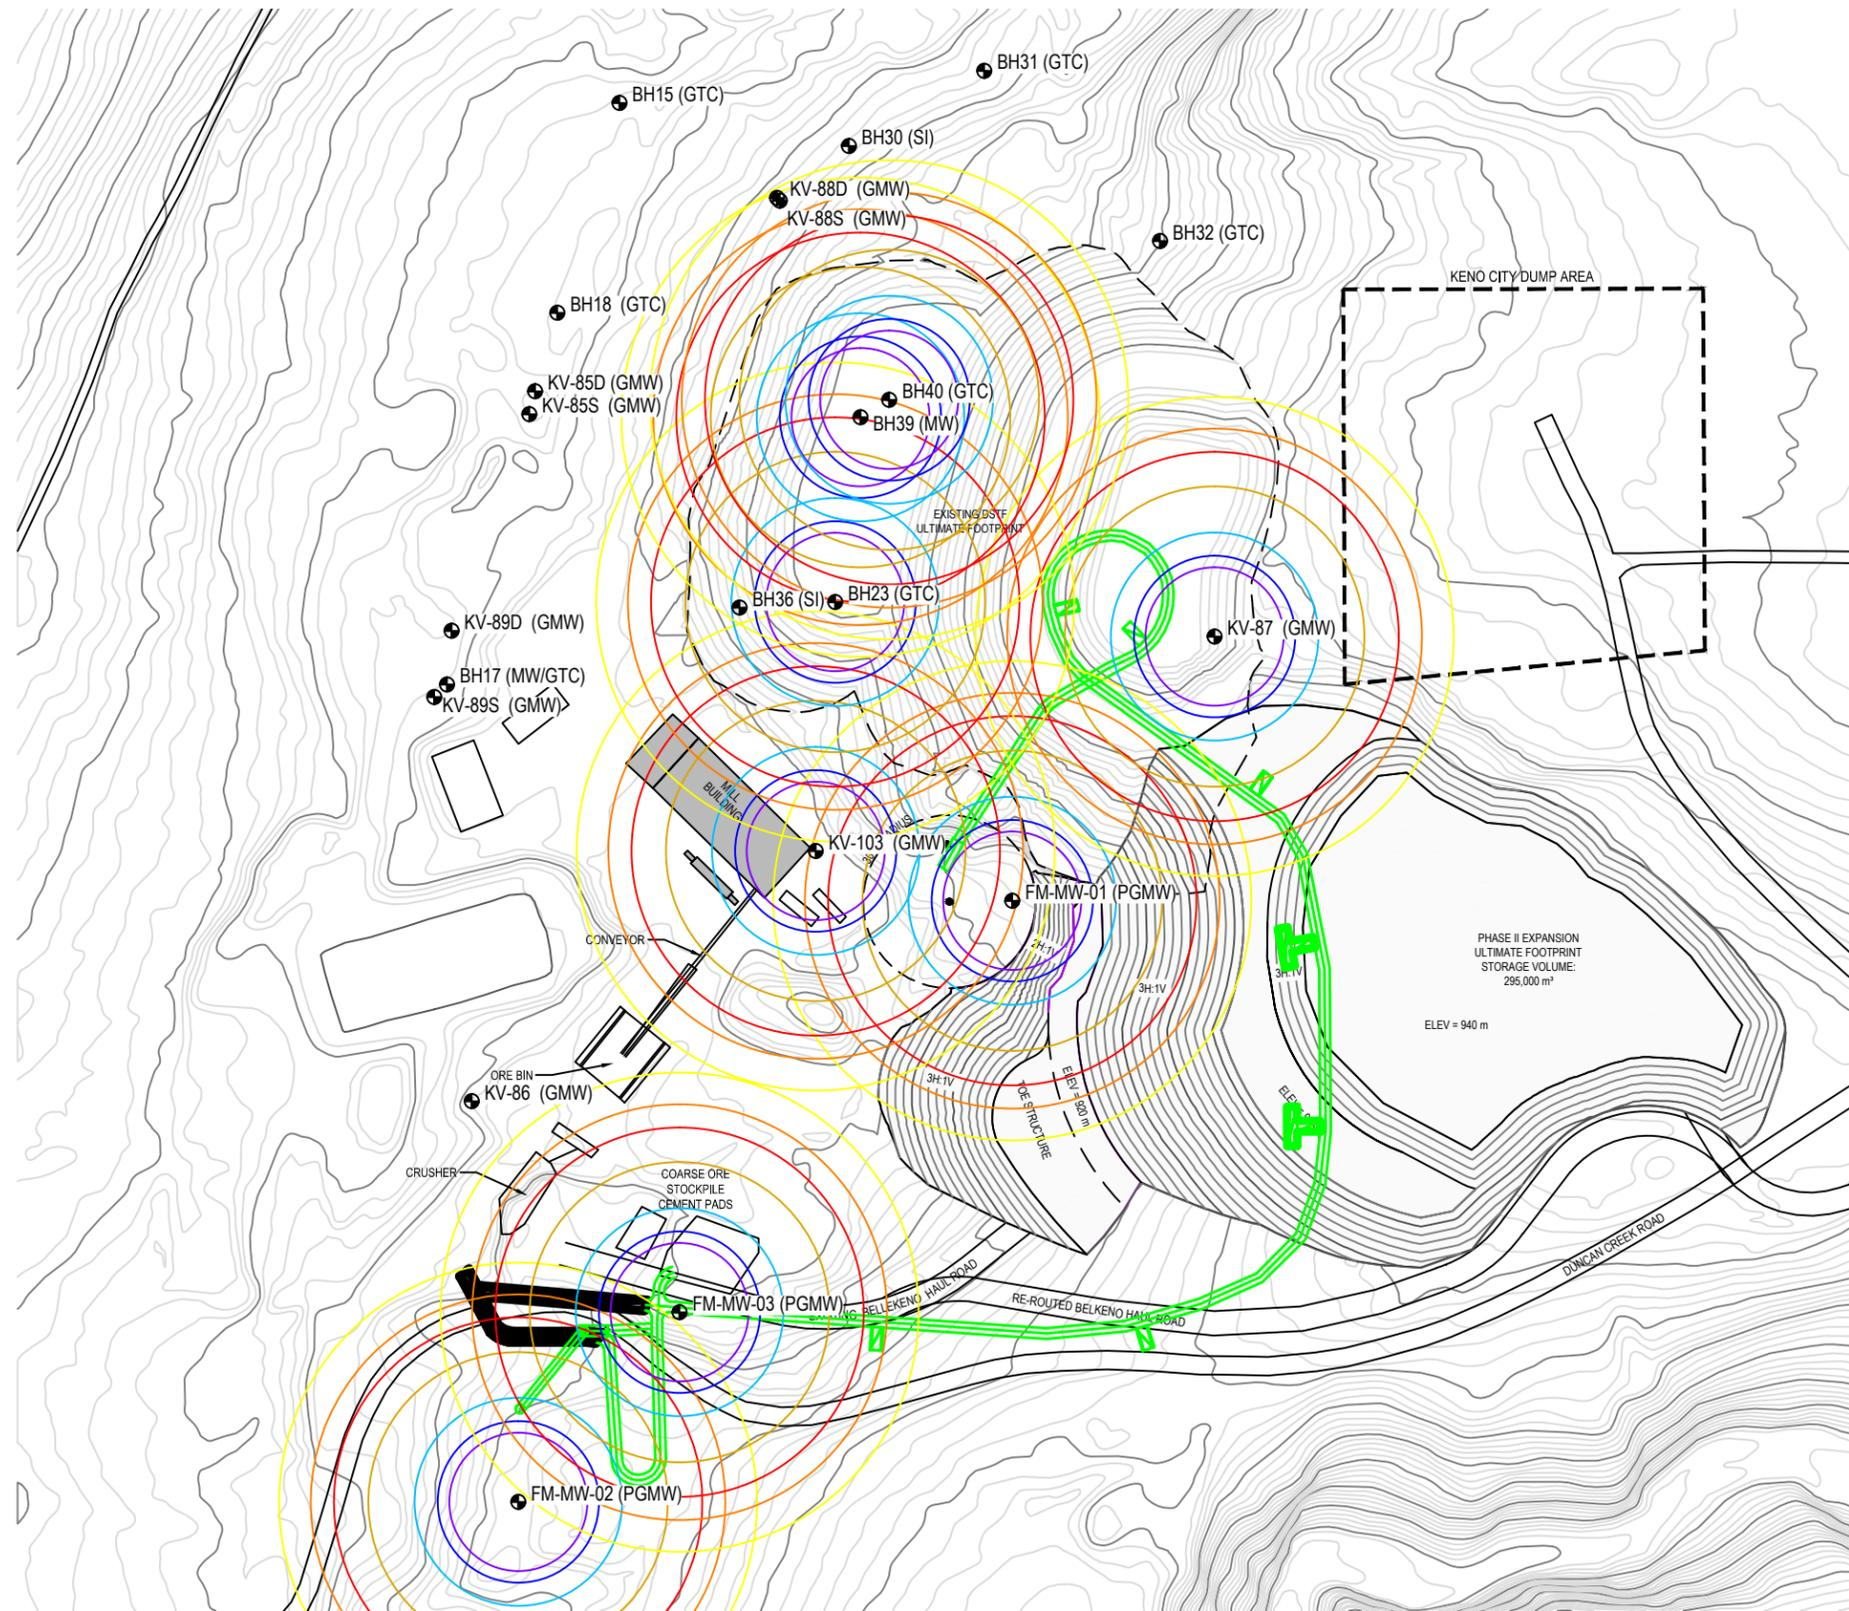 BH31 (GTC)
BH15 (GTC)
BH30 (SI)
KV-88D (GMW)
KV-88S (GMW)
BH32 (GTC)
KENO CITY DUMP AREA
BH18 (GTC)
KV-85D (GMW)
KV-85S (GMW)
BH40 (GTC)
BH39 (MW)
EXISTING DSTF
ULTIMATE FOOTPRINT
BH36 (SI)
BH23 (GTC)
KV-89D (GMW)
KV-87 (GMW)
BH17 (MW/GTC)
KV-89S (GMW)
MILL
BUILDING
KV-103 (GMW)
FM-MW-01 (PGMW)
CONVEYOR
2H:1V
3H:1V
3H:1V
PHASE II EXPANSION
ULTIMATE FOOTPRINT
STORAGE VOLUME:
295,000 m³
ELEV = 940 m
ORE BIN
3H:1V
KV-86 (GMW)
TOE STRUCTURE
ELEV = 920 m
CRUSHER
COARSE ORE
STOCKPILE
CEMENT PADS
DUNCAN CREEK ROAD
FM-MW-03 (PGMW)
BELLEKENO HAUL ROAD
RE-ROUTED BELKENO HAUL ROAD
FM-MW-02 (PGMW)